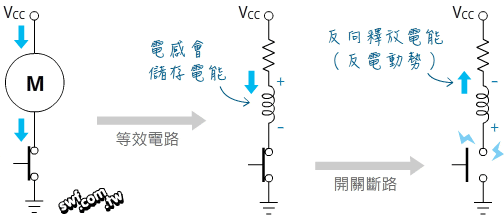 VCC
M
等效電路
swf.com.tw
VCC
電感會
儲存電能
+
−
開關斷路
VCC
反向釋放電能
(反電動勢)
−
+